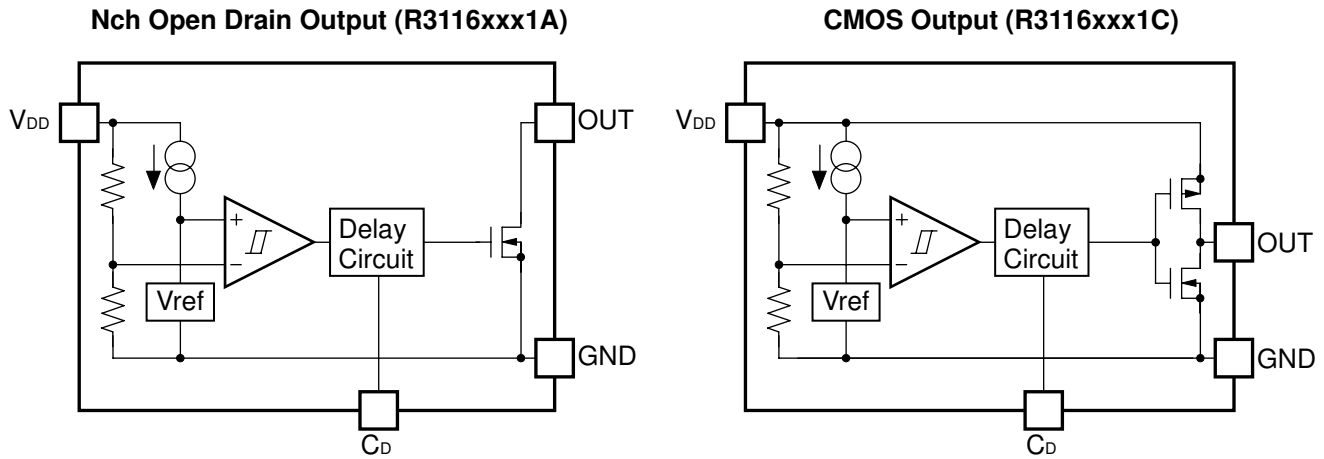 Nch Open Drain Output (R3116xxx1A)
VDD
OUT
+
−
Delay
Circuit
Vref
GND
CD
CMOS Output (R3116xxx1C)
VDD
+
−
Delay
Circuit
OUT
Vref
GND
CD